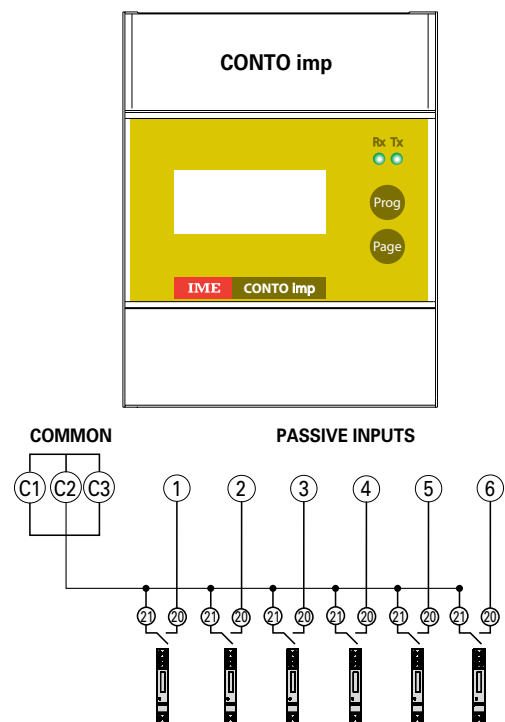 CONTO imp
Rx Tx
Prog
Page
IME CONTO imp
COMMON PASSIVE INPUTS
C1 C2 C3 1 2 3 4 5 6
21 20 21 20 21 20 21 20 21 20 21 20